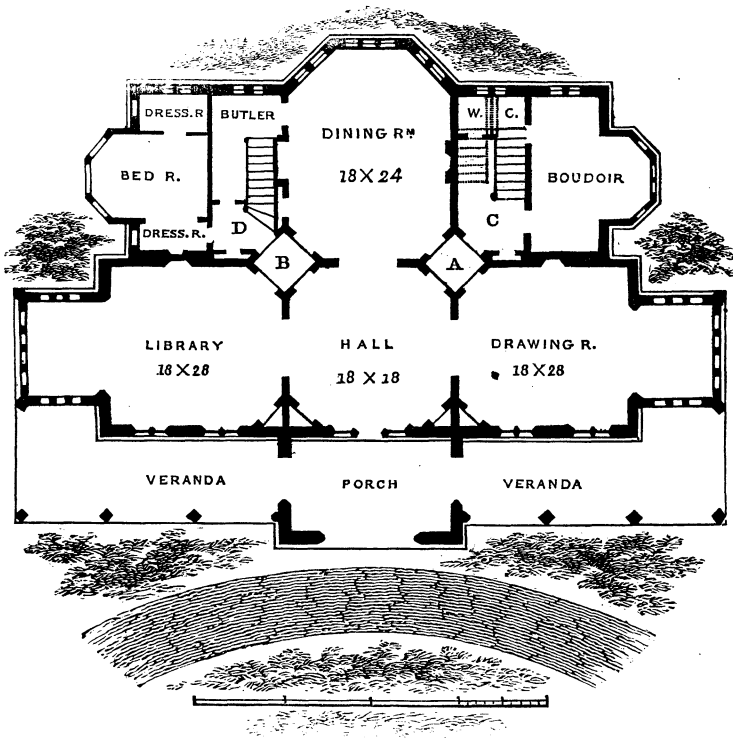 DRESS.R
BUTLER
W. C.
DINING RM
BED R.
18 X 24
BOUDOIR
DRESS.R.
D
C
B
A
LIBRARY
HALL
DRAWING R.
18 X 28
18 X 18
18 X 28
VERANDA
PORCH
VERANDA